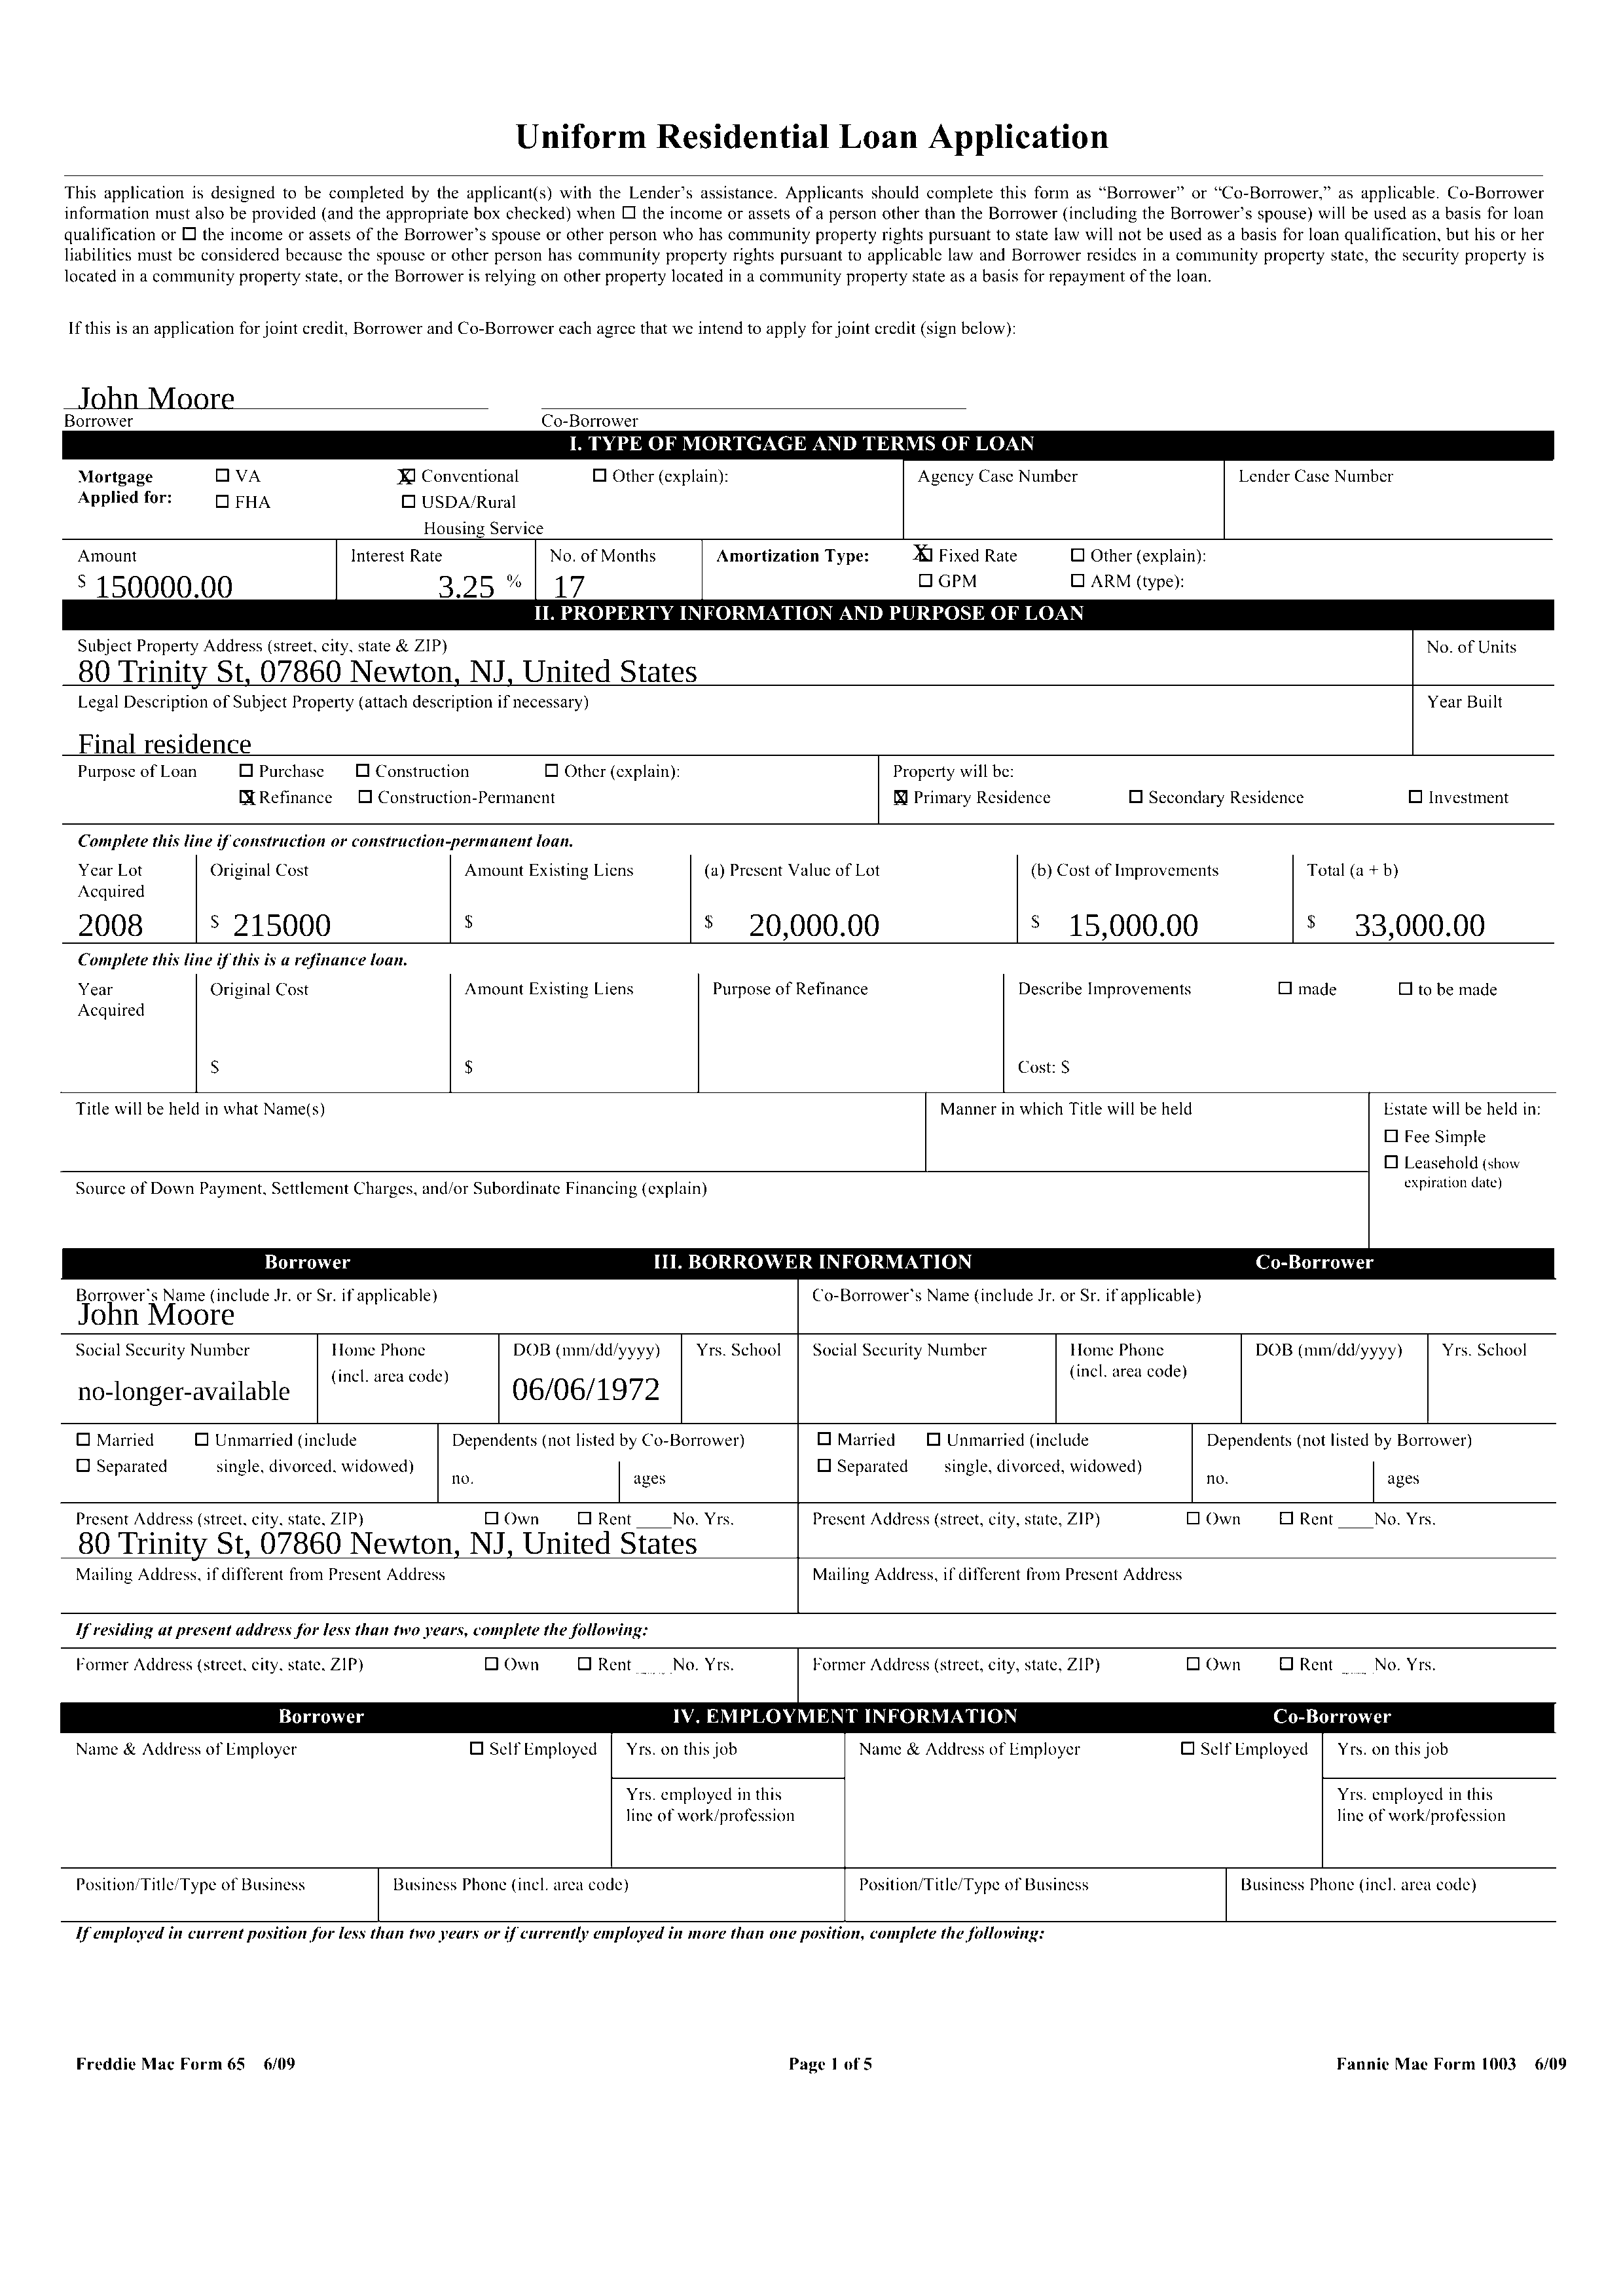 Uniform Residential Loan Application
This application is designed to be completed by the applicant(s) with the Lender's assistance. Applicants should complete this form as "Borrower" or "Co-Borrower," as applicable. Co-Borrower
information must also be provided (and the appropriate box checked) when ☐ the income or assets of a person other than the Borrower (including the Borrower's spouse) will be used as a basis for loan
qualification or ☐ the income or assets of the Borrower's spouse or other person who has community property rights pursuant to state law will not be used as a basis for loan qualification, but his or her
liabilities must be considered because the spouse or other person has community property rights pursuant to applicable law and Borrower resides in a community property state, the security property is
located in a community property state, or the Borrower is relying on other property located in a community property state as a basis for repayment of the loan.
If this is an application for joint credit, Borrower and Co-Borrower each agree that we intend to apply for joint credit (sign below):
John Moore
Borrower Co-Borrower
I. TYPE OF MORTGAGE AND TERMS OF LOAN
Mortgage ☐ VA ☒ Conventional ☐ Other (explain): Agency Case Number Lender Case Number
Applied for: ☐ FHA ☐ USDA/Rural
Housing Service
Amount Interest Rate No. of Months Amortization Type: ☒ Fixed Rate ☐ Other (explain):
$ 150000.00 3.25 % 17 ☐ GPM ☐ ARM (type):
II. PROPERTY INFORMATION AND PURPOSE OF LOAN
Subject Property Address (street, city, state & ZIP) No. of Units
80 Trinity St, 07860 Newton, NJ, United States
Legal Description of Subject Property (attach description if necessary) Year Built
Final residence
Purpose of Loan ☐ Purchase ☐ Construction ☐ Other (explain): Property will be:
☒ Refinance ☐ Construction-Permanent ☒ Primary Residence ☐ Secondary Residence ☐ Investment
Complete this line if construction or construction-permanent loan.
Year Lot Original Cost Amount Existing Liens (a) Present Value of Lot (b) Cost of Improvements Total (a + b)
Acquired
2008 $ 215000 $ $ 20,000.00 $ 15,000.00 $ 33,000.00
Complete this line if this is a refinance loan.
Year Original Cost Amount Existing Liens Purpose of Refinance Describe Improvements ☐ made ☐ to be made
Acquired
$ $ Cost: $
Title will be held in what Name(s) Manner in which Title will be held Estate will be held in:
☐ Fee Simple
☐ Leasehold (show
expiration date)
Source of Down Payment, Settlement Charges, and/or Subordinate Financing (explain)
Borrower III. BORROWER INFORMATION Co-Borrower
Borrower's Name (include Jr. or Sr. if applicable) Co-Borrower's Name (include Jr. or Sr. if applicable)
John Moore
Social Security Number Home Phone DOB (mm/dd/yyyy) Yrs. School Social Security Number Home Phone DOB (mm/dd/yyyy) Yrs. School
(incl. area code) (incl. area code)
no-longer-available 06/06/1972
☐ Married ☐ Unmarried (include Dependents (not listed by Co-Borrower) ☐ Married ☐ Unmarried (include Dependents (not listed by Borrower)
☐ Separated single, divorced, widowed) no. ages ☐ Separated single, divorced, widowed) no. ages
Present Address (street, city, state, ZIP) ☐ Own ☐ Rent ____No. Yrs. Present Address (street, city, state, ZIP) ☐ Own ☐ Rent ____No. Yrs.
80 Trinity St, 07860 Newton, NJ, United States
Mailing Address, if different from Present Address Mailing Address, if different from Present Address
If residing at present address for less than two years, complete the following:
Former Address (street, city, state, ZIP) ☐ Own ☐ Rent ____No. Yrs. Former Address (street, city, state, ZIP) ☐ Own ☐ Rent ____No. Yrs.
Borrower IV. EMPLOYMENT INFORMATION Co-Borrower
Name & Address of Employer ☐ Self Employed Yrs. on this job Name & Address of Employer ☐ Self Employed Yrs. on this job
Yrs. employed in this Yrs. employed in this
line of work/profession line of work/profession
Position/Title/Type of Business Business Phone (incl. area code) Position/Title/Type of Business Business Phone (incl. area code)
If employed in current position for less than two years or if currently employed in more than one position, complete the following:
Freddie Mac Form 65 6/09 Page 1 of 5 Fannie Mae Form 1003 6/09